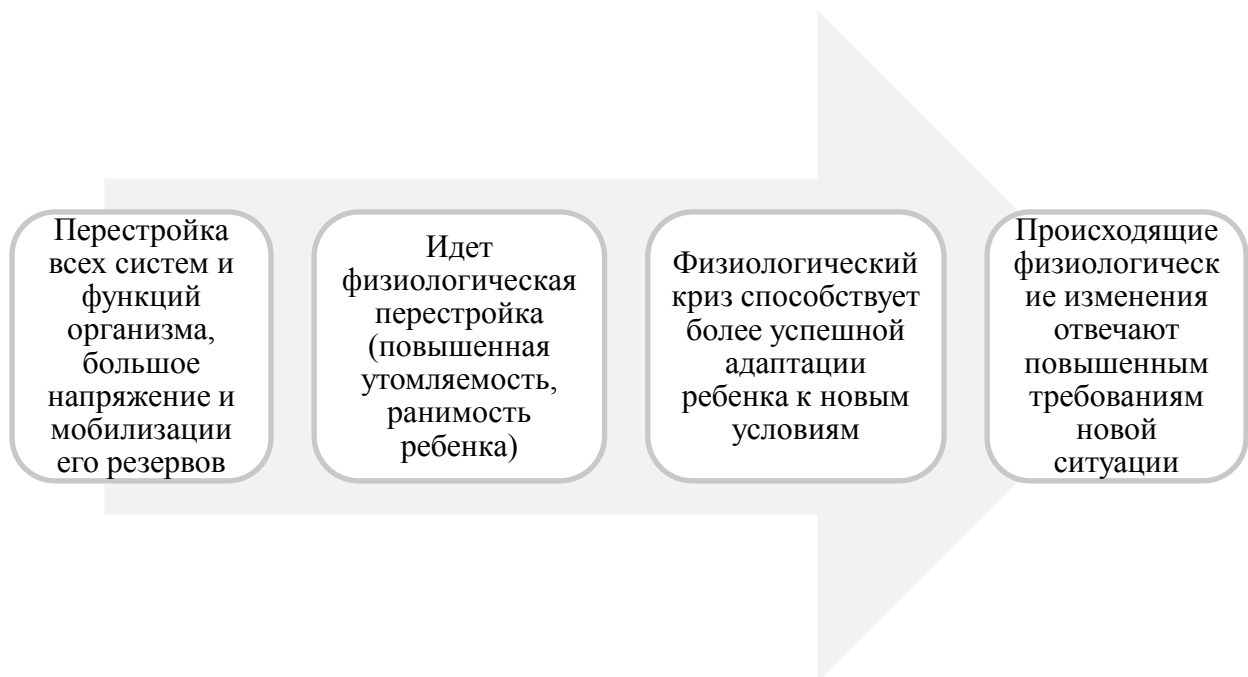 Перестройка
всех систем и
функций
организма,
большое
напряжение и
мобилизации
его резервов
Идет
физиологическая
перестройка
(повышенная
утомляемость,
ранимость
ребенка)
Физиологический
криз способствует
более успешной
адаптации
ребенка к новым
условиям
Происходящие
физиологическ
ие изменения
отвечают
повышенным
требованиям
новой
ситуации